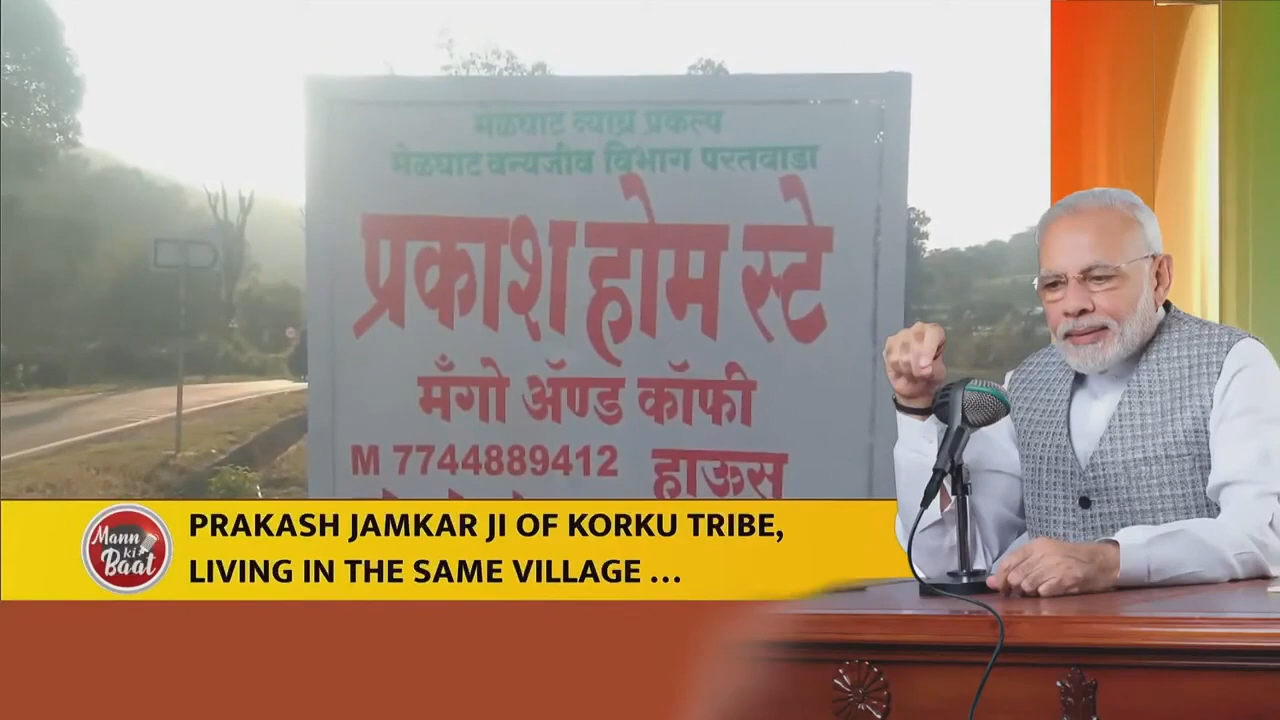 मेळघाट व्याघ्र प्रकल्प
मेळघाट वन्यजीव विभाग परतवाडा
प्रकाश होम स्टे
मँगो ॲण्ड कॉफी
M 7744889412 हाऊस
Mann
ki
Baat
PRAKASH JAMKAR JI OF KORKU TRIBE,
LIVING IN THE SAME VILLAGE ...